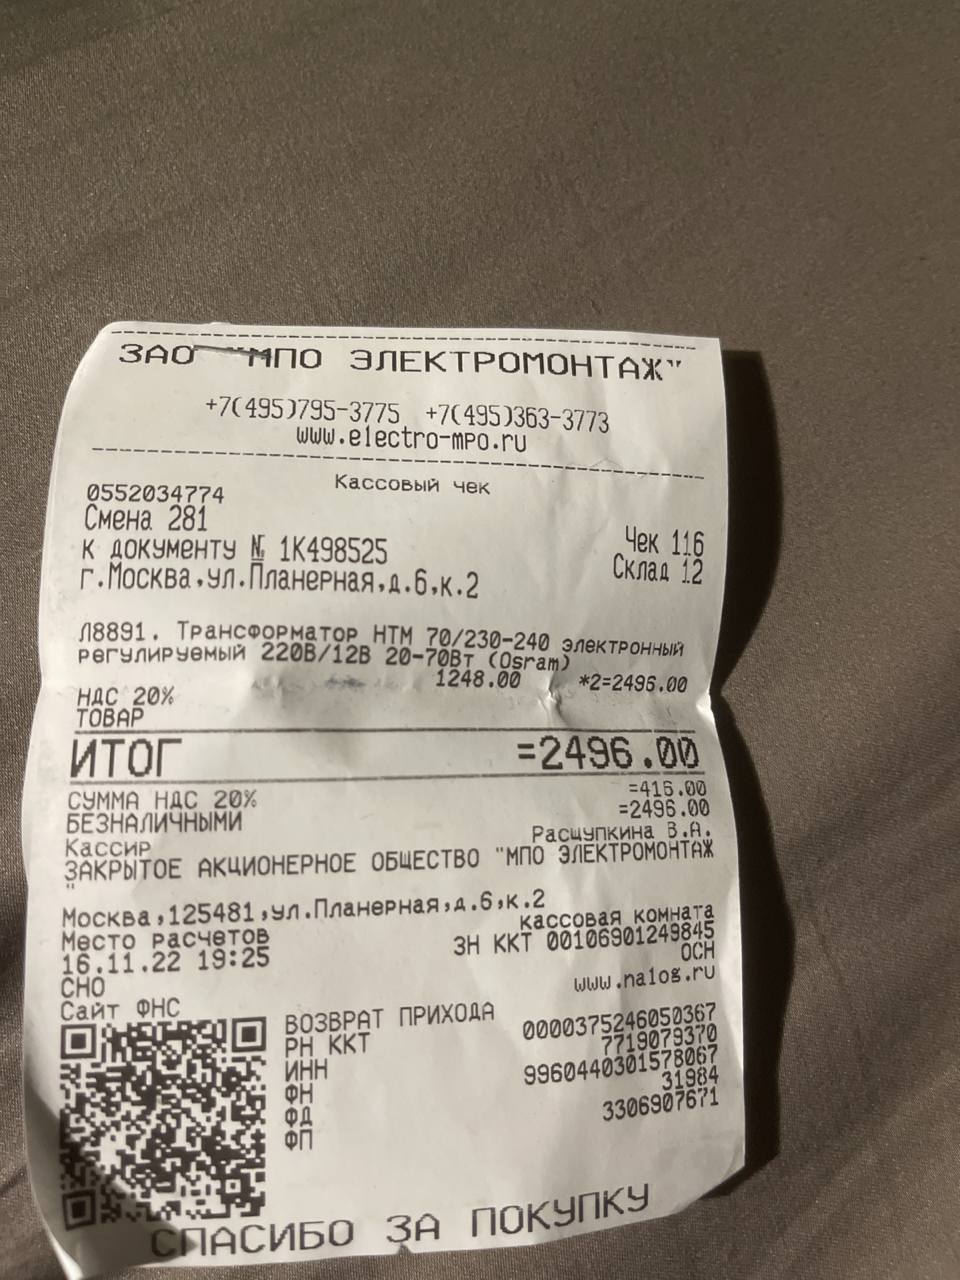 ЗАО "МПО ЭЛЕКТРОМОНТАЖ"
+7(495)795-3775 +7(495)363-3773
www.electro-mpo.ru
Кассовый чек
0552034774
Смена 281 Чек 116
К ДОКУМЕНТУ № 1К498525 Склад 12
г.Москва,ул.Планерная,д.6,к.2
Л8891. Трансформатор НТМ 70/230-240 электронный
регулируемый 220В/12В 20-70Вт (Osram)
1248.00 *2=2496.00
НДС 20%
ТОВАР
ИТОГ =2496.00
СУММА НДС 20% =416.00
БЕЗНАЛИЧНЫМИ =2496.00
Кассир Расщупкина В.А.
ЗАКРЫТОЕ АКЦИОНЕРНОЕ ОБЩЕСТВО "МПО ЭЛЕКТРОМОНТАЖ
"
Москва,125481,ул.Планерная,д.6,к.2
Место расчетов кассовая комната
16.11.22 19:25 ЗН ККТ 00106901249845
СНО ОСН
Сайт ФНС www.nalog.ru
ВОЗВРАТ ПРИХОДА
РН ККТ 0000375246050367
ИНН 7719079370
ФН 9960440301578067
ФД 31984
ФП 3306907671
СПАСИБО ЗА ПОКУПКУ